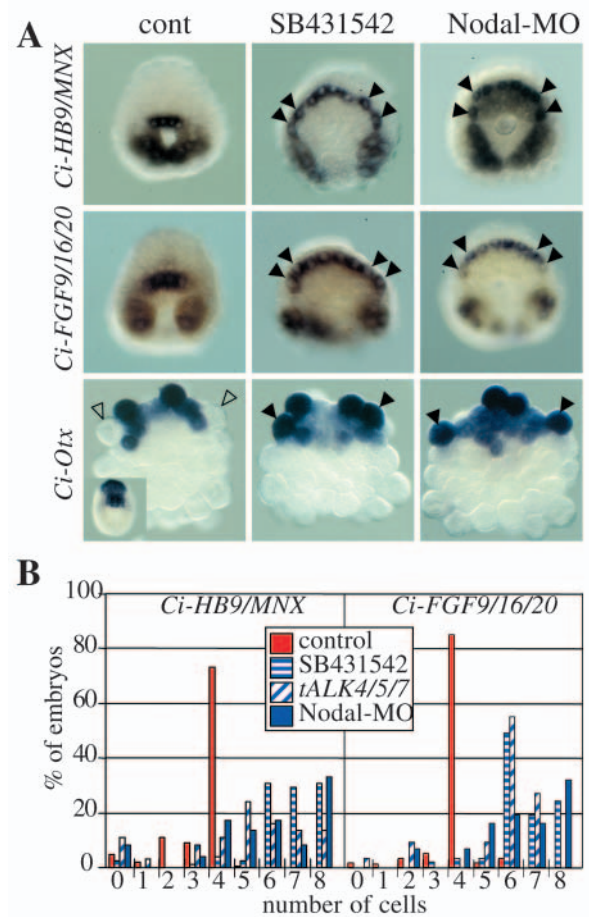 A
cont SB431542 Nodal-MO
Ci-HB9/MNX
Ci-FGF9/16/20
Ci-Otx
B
Ci-HB9/MNX Ci-FGF9/16/20
control
SB431542
tALK4/5/7
Nodal-MO
% of embryos
100
80
60
40
20
0
0 1 2 3 4 5 6 7 8 0 1 2 3 4 5 6 7 8
number of cells